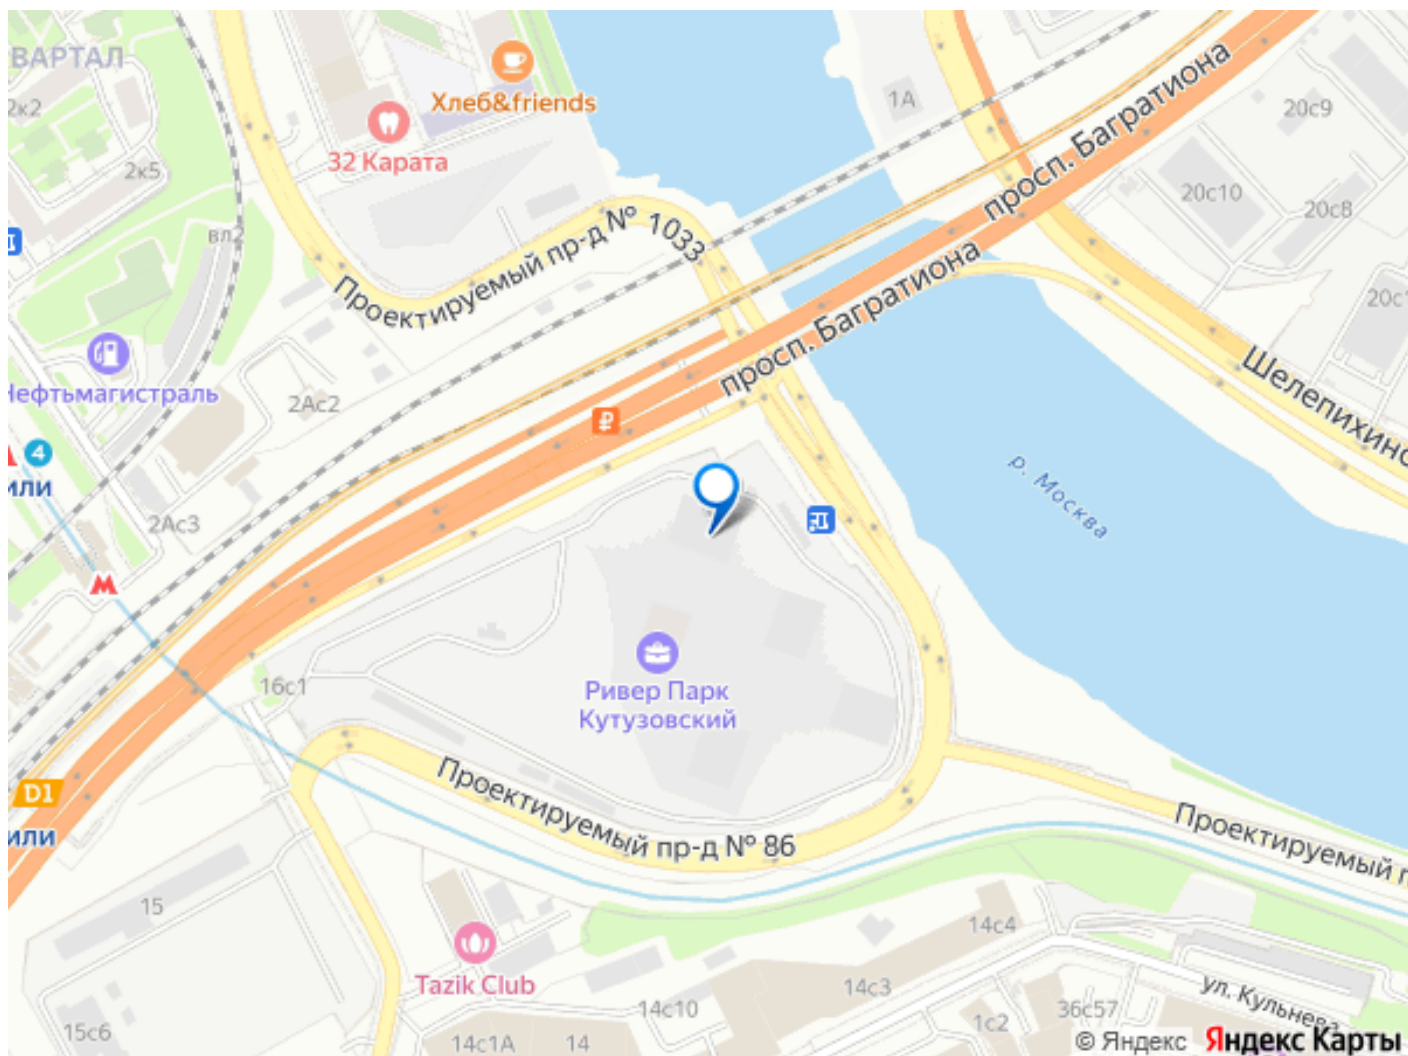 ВАРТАЛ
2к2
2к5
вл2
Хлеб&friends
32 Карата
1А
просп. Багратиона
20с9
20с10
20с8
20с1
Проектируемый пр-д № 1033
просп. Багратиона
Шелепихинс
Нефтьмагистраль
2Ас2
₽
4
или
2Ас3
М
р. Москва
16с1
Ривер Парк
Кутузовский
D1
или
Проектируемый пр-д № 86
Проектируемый п
15
14с4
Tazik Club
14с3
14с10
ул. Кульнева
36с57
1с2
15с6
14с1А
14
© Яндекс Яндекс Карты